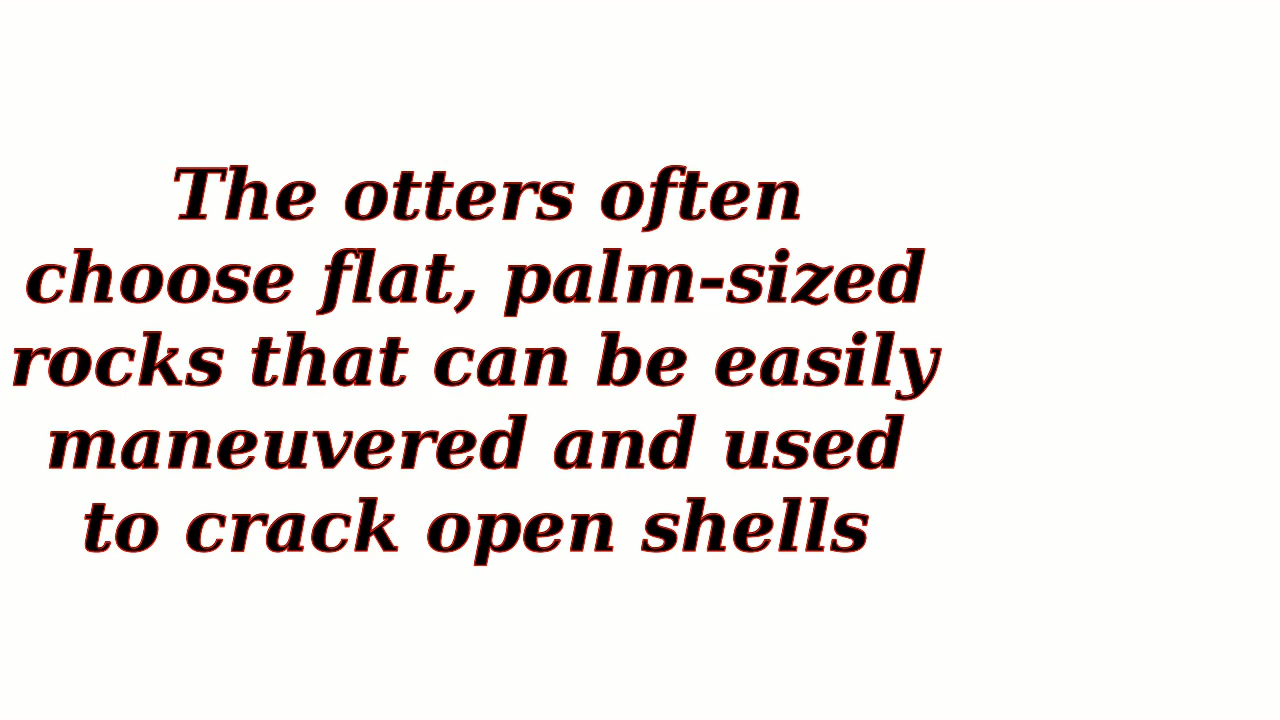 The otters often
choose flat, palm-sized
rocks that can be easily
maneuvered and used
to crack open shells